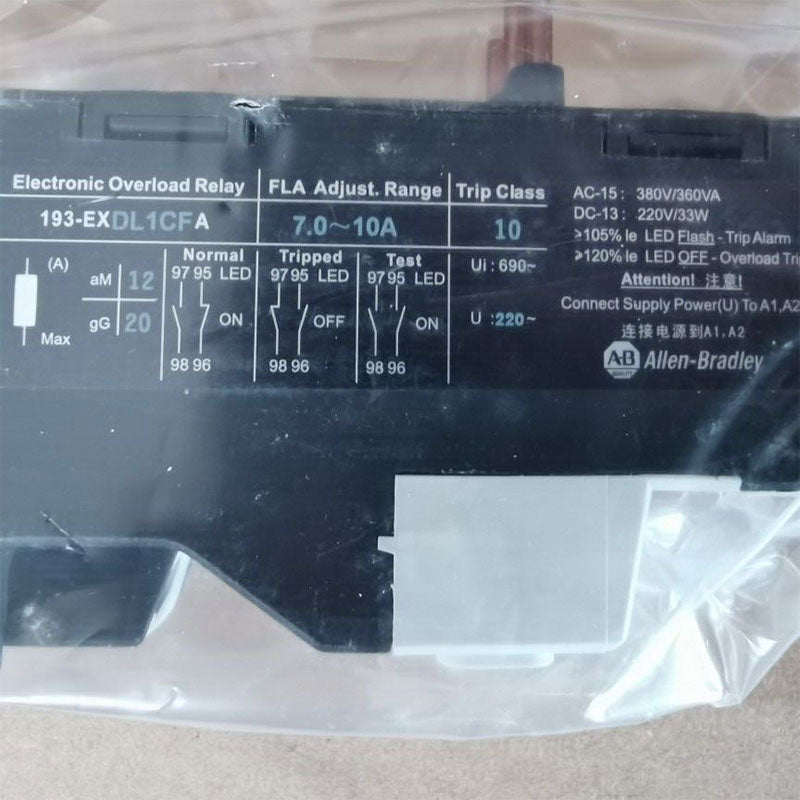 Electronic Overload Relay FLA Adjust. Range Trip Class
193-EXDL1CF A 7.0~10A 10
(A) aM 12
gG 20
Max
Normal
97 95 LED
ON
98 96
Tripped
97 95 LED
OFF
98 96
Test
97 95 LED
ON
98 96
Ui : 690~
U : 220~
AC-15 : 380V/360VA
DC-13 : 220V/33W
>105% Ie LED Flash - Trip Alarm
>120% Ie LED OFF - Overload Trip
Attention! 注意!
Connect Supply Power(U) To A1,A2
连接电源到A1, A2
A-B Allen-Bradley
QUALITY